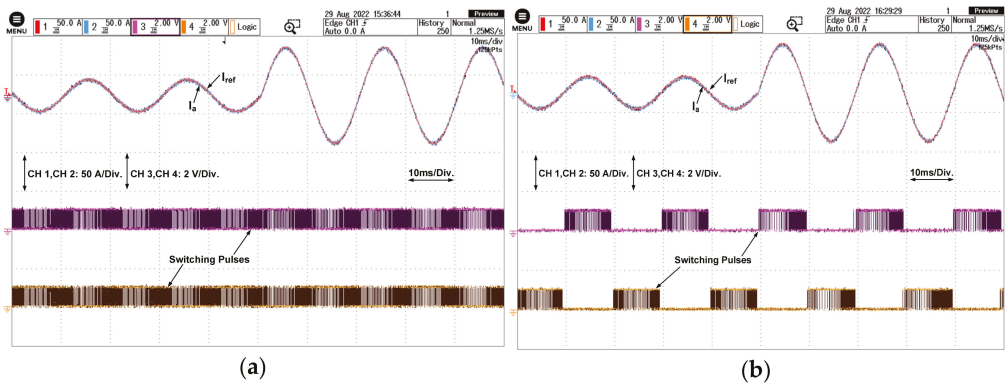 29 Aug 2022 15:36:44 1 Preview
MENU 1 50.0 A 2 50.0 A 3 2.00 V 4 2.00 V Logic Edge CH1 Auto 0.0 A History 250 Normal 1.25MS/s
10ms/div
125kPts
Iref
Ia
CH 1,CH 2: 50 A/Div. CH 3,CH 4: 2 V/Div. 10ms/Div.
Switching Pulses
(a)
29 Aug 2022 16:29:29 1 Preview
MENU 1 50.0 A 2 50.0 A 3 2.00 V 4 2.00 V Logic Edge CH1 Auto 0.0 A History 250 Normal 1.25MS/s
10ms/div
125kPts
Iref
Ia
CH 1,CH 2: 50 A/Div. CH 3,CH 4: 2 V/Div. 10ms/Div.
Switching Pulses
(b)